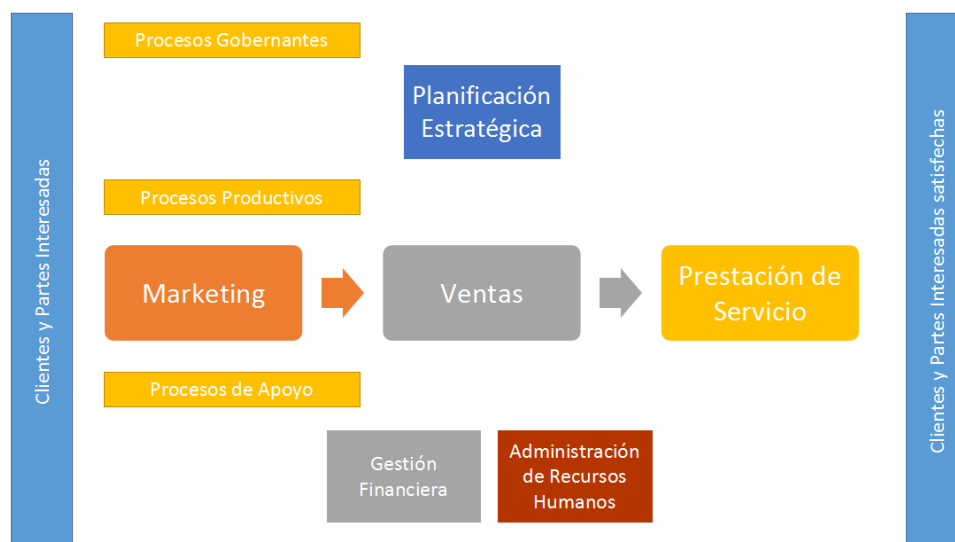 Clientes y Partes Interesadas
Procesos Gobernantes
Planificación
Estratégica
Procesos Productivos
Marketing
Ventas
Prestación de
Servicio
Procesos de Apoyo
Gestión
Financiera
Administración
de Recursos
Humanos
Clientes y Partes Interesadas satisfechas